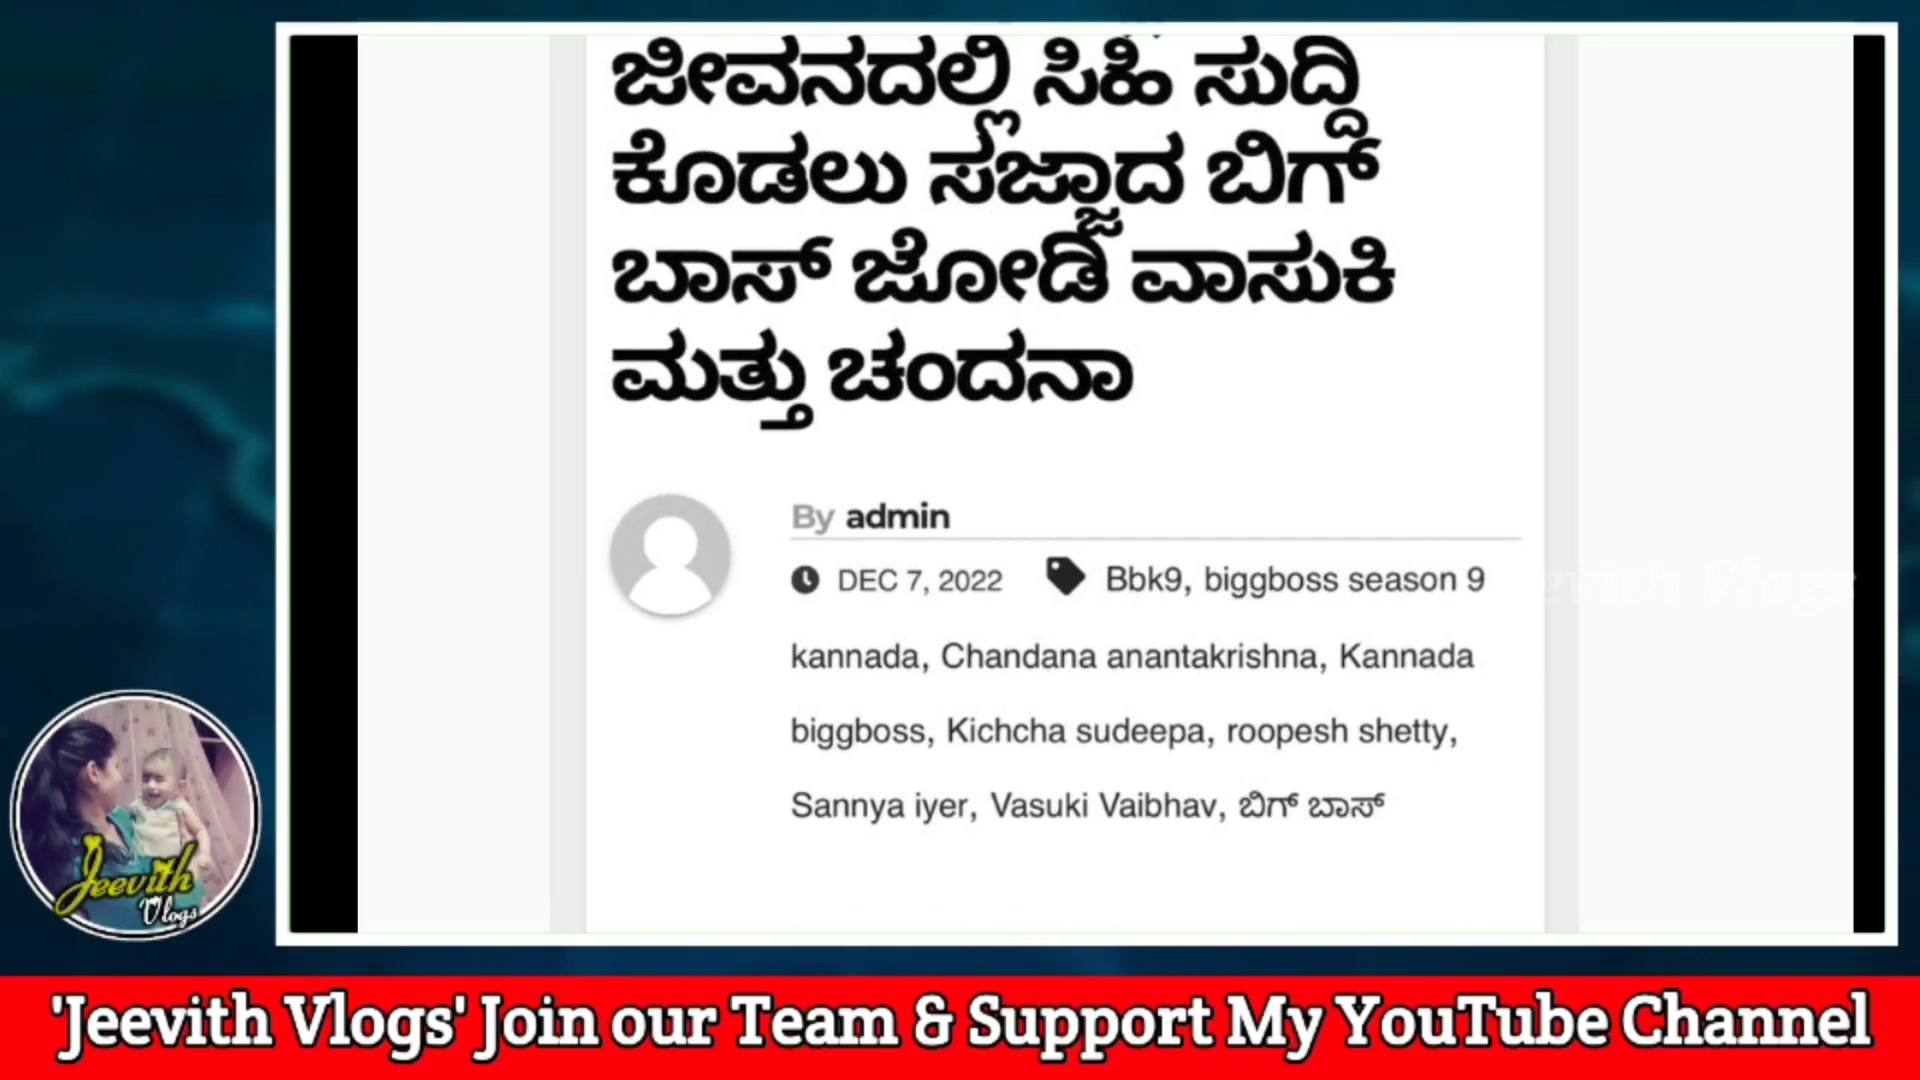 ಜೀವನದಲ್ಲಿ ಸಿಹಿ ಸುದ್ದಿ
ಕೊಡಲು ಸಜ್ಜಾದ ಬಿಗ್
ಬಾಸ್ ಜೋಡಿ ವಾಸುಕಿ
ಮತ್ತು ಚಂದನಾ
By admin
DEC 7, 2022 Bbk9, biggboss season 9
kannada, Chandana anantakrishna, Kannada
biggboss, Kichcha sudeepa, roopesh shetty,
Sannya iyer, Vasuki Vaibhav, ಬಿಗ್ ಬಾಸ್
Vlogs
Jeevith
Vlogs
'Jeevith Vlogs' Join our Team & Support My YouTube Channel